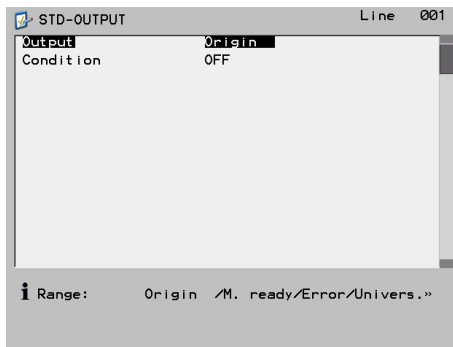 STD-OUTPUT Line 001
Output Origin
Condition OFF
i Range: Origin /M. ready/Error/Univers.»